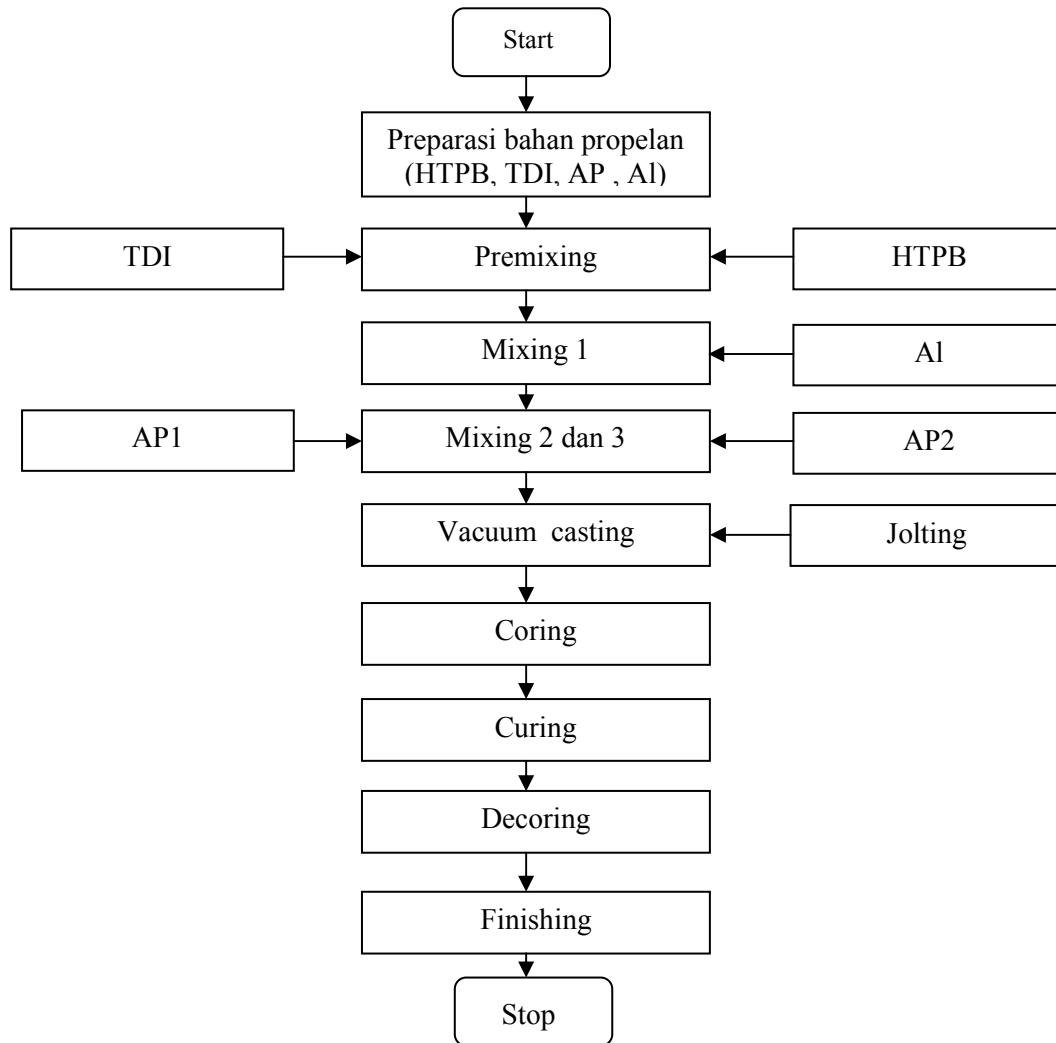 Start
Preparasi bahan propelan
(HTPB, TDI, AP , Al)
TDI
Premixing
HTPB
Mixing 1
Al
AP1
Mixing 2 dan 3
AP2
Vacuum casting
Jolting
Coring
Curing
Decoring
Finishing
Stop